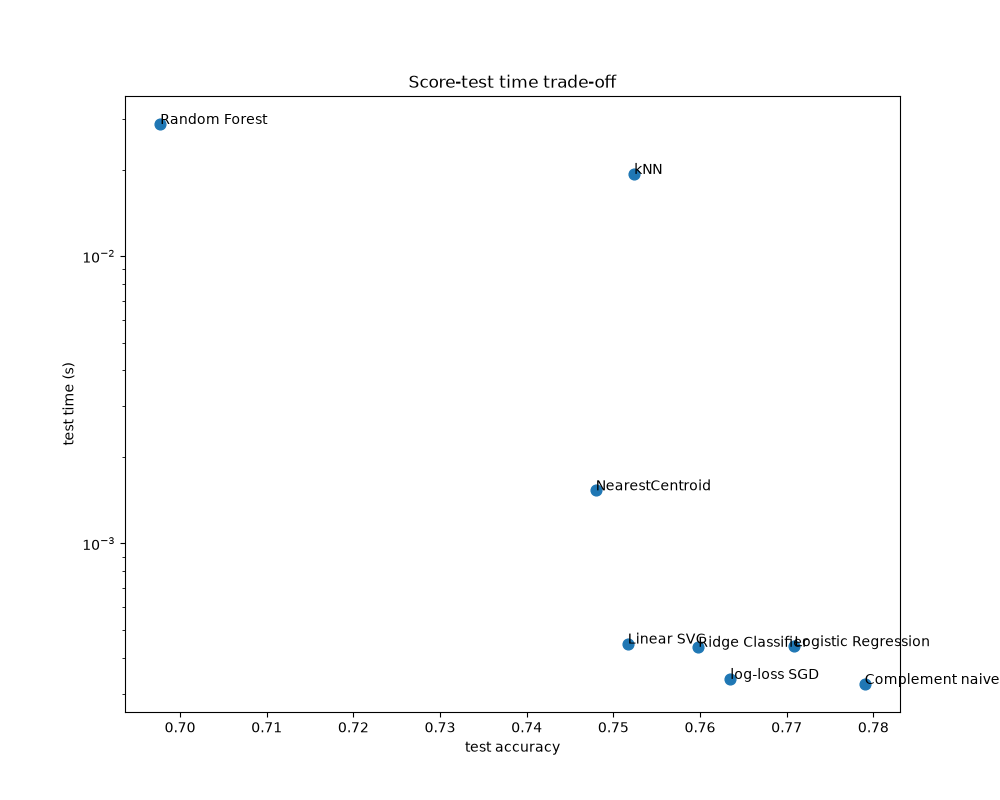 Score-test time trade-off
Random Forest
kNN
10⁻²
test time (s)
NearestCentroid
10⁻³
Linear SVC
Ridge Classifier
Logistic Regression
log-loss SGD
Complement naive
0.70 0.71 0.72 0.73 0.74 0.75 0.76 0.77 0.78
test accuracy